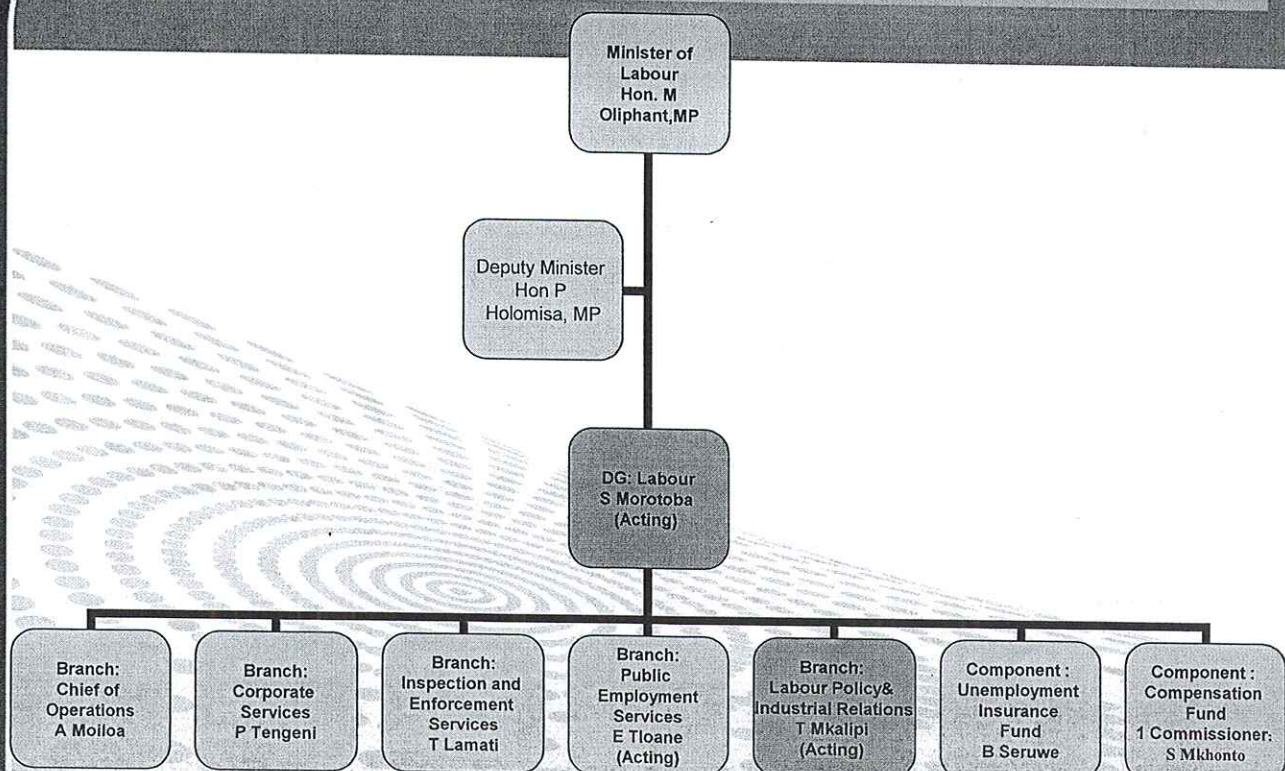 Minister of
Labour
Hon. M
Oliphant,MP
Deputy Minister
Hon P
Holomisa, MP
DG: Labour
S Morotoba
(Acting)
Branch:
Chief of
Operations
A Moiloa
Branch:
Corporate
Services
P Tengeni
Branch:
Inspection and
Enforcement
Services
T Lamati
Branch:
Public
Employment
Services
E Tloane
(Acting)
Branch:
Labour Policy&
Industrial Relations
T Mkalipi
(Acting)
Component :
Unemployment
Insurance
Fund
B Seruwe
Component :
Compensation
Fund
1 Commissioner:
S Mkhonto